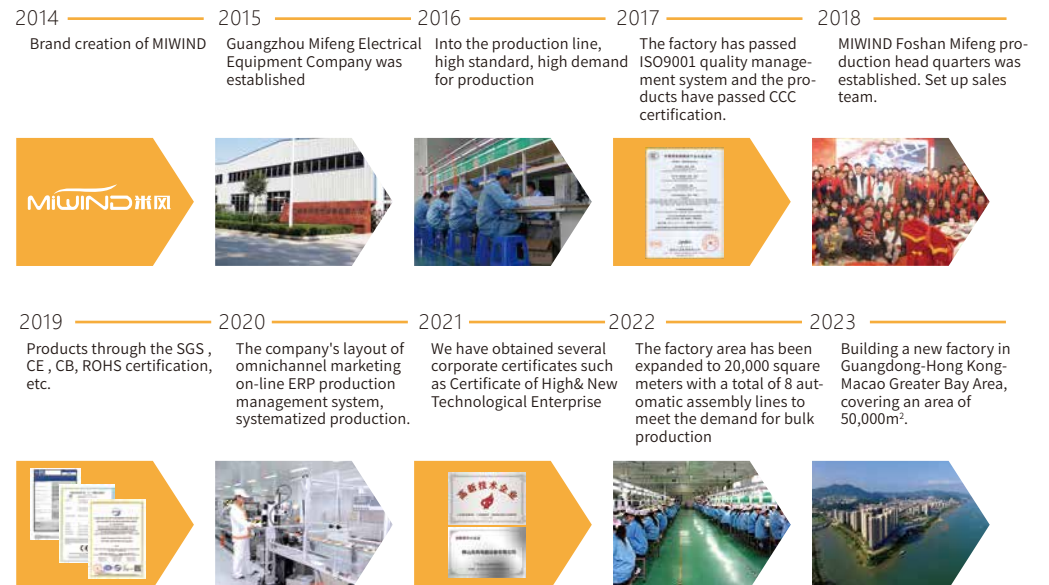 2014
Brand creation of MIWIND
2015
Guangzhou Mifeng Electrical
Equipment Company was
established
2016
Into the production line,
high standard, high demand
for production
2017
The factory has passed
ISO9001 quality manage-
ment system and the pro-
ducts have passed CCC
certification.
2018
MIWIND Foshan Mifeng pro-
duction head quarters was
established. Set up sales
team.
MiWIND米风
2019
Products through the SGS ,
CE , CB, ROHS certification,
etc.
2020
The company's layout of
omnichannel marketing
on-line ERP production
management system,
systematized production.
2021
We have obtained several
corporate certificates such
as Certificate of High& New
Technological Enterprise
2022
The factory area has been
expanded to 20,000 square
meters with a total of 8 aut-
omatic assembly lines to
meet the demand for bulk
production
2023
Building a new factory in
Guangdong-Hong Kong-
Macao Greater Bay Area,
covering an area of
50,000m².
CE
高新技术企业